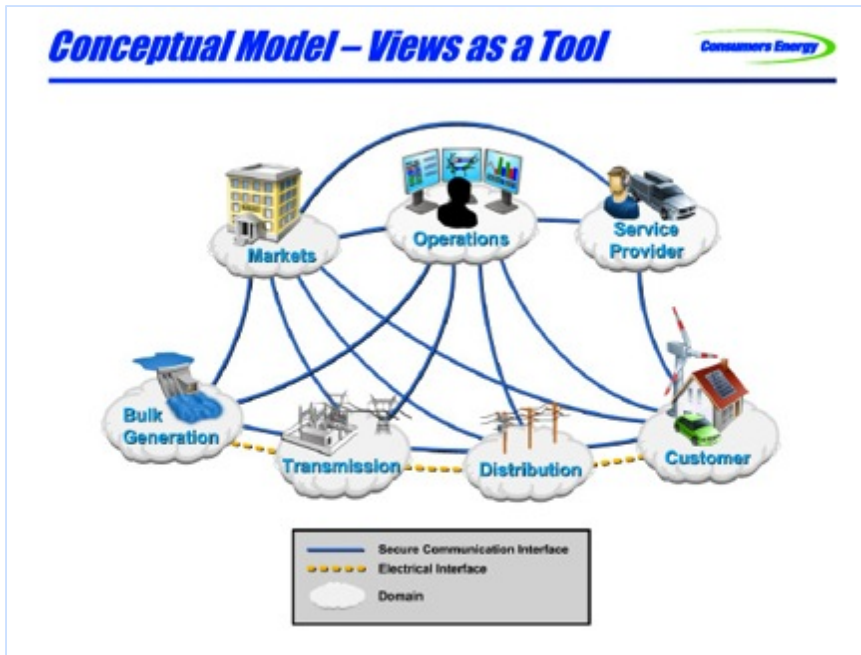 Conceptual Model – Views as a Tool
Consumers Energy
Markets
Operations
Service
Provider
Bulk
Generation
Transmission
Distribution
Customer
Secure Communication Interface
Electrical Interface
Domain